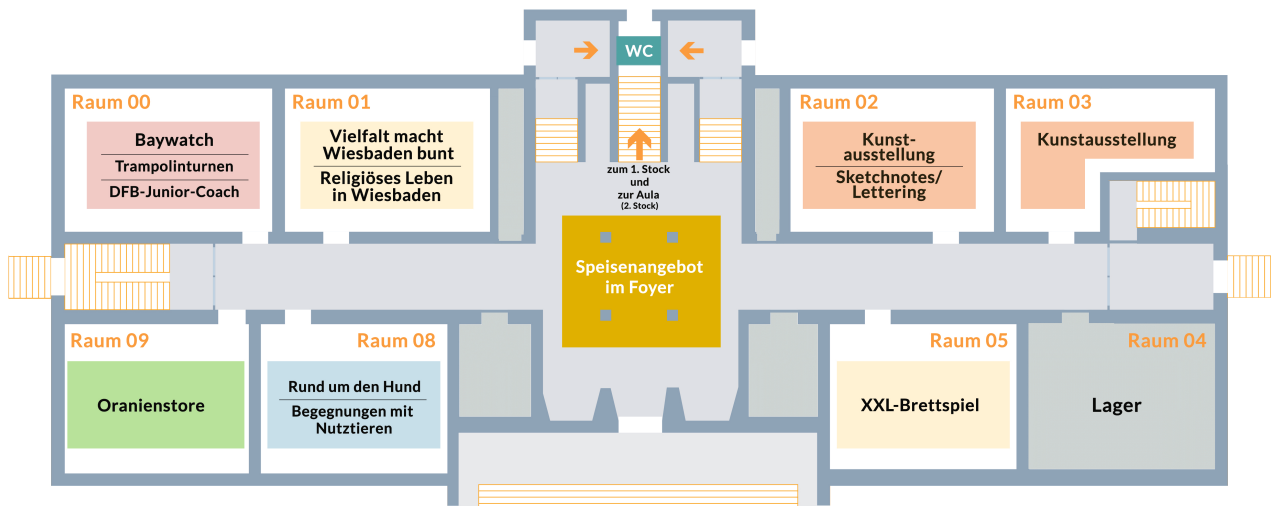 WC
Raum 00
Baywatch
Trampolinturnen
DFB-Junior-Coach
Raum 01
Vielfalt macht
Wiesbaden bunt
Religiöses Leben
in Wiesbaden
zum 1. Stock
und
zur Aula
(2. Stock)
Raum 02
Kunst-
ausstellung
Sketchnotes/
Lettering
Raum 03
Kunstausstellung
Speisenangebot
im Foyer
Raum 09
Oranienstore
Raum 08
Rund um den Hund
Begegnungen mit
Nutztieren
Raum 05
XXL-Brettspiel
Raum 04
Lager